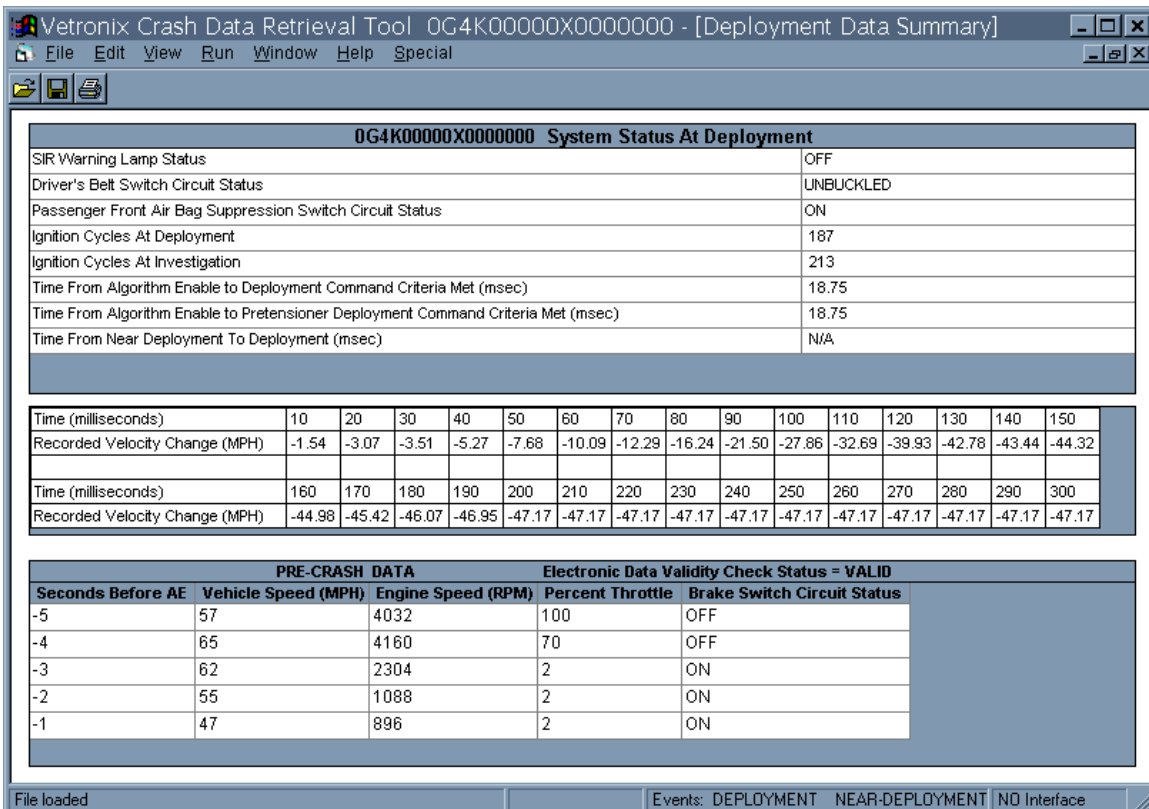 Vetronix Crash Data Retrieval Tool 0G4K00000X0000000 - [Deployment Data Summary]
File Edit View Run Window Help Special
0G4K00000X0000000 System Status At Deployment
SIR Warning Lamp Status OFF
Driver's Belt Switch Circuit Status UNBUCKLED
Passenger Front Air Bag Suppression Switch Circuit Status ON
Ignition Cycles At Deployment 187
Ignition Cycles At Investigation 213
Time From Algorithm Enable to Deployment Command Criteria Met (msec) 18.75
Time From Algorithm Enable to Pretensioner Deployment Command Criteria Met (msec) 18.75
Time From Near Deployment To Deployment (msec) N/A
Time (milliseconds) 10 20 30 40 50 60 70 80 90 100 110 120 130 140 150
Recorded Velocity Change (MPH) -1.54 -3.07 -3.51 -5.27 -7.68 -10.09 -12.29 -16.24 -21.50 -27.86 -32.69 -39.93 -42.78 -43.44 -44.32
Time (milliseconds) 160 170 180 190 200 210 220 230 240 250 260 270 280 290 300
Recorded Velocity Change (MPH) -44.98 -45.42 -46.07 -46.95 -47.17 -47.17 -47.17 -47.17 -47.17 -47.17 -47.17 -47.17 -47.17 -47.17 -47.17
PRE-CRASH DATA Electronic Data Validity Check Status = VALID
Seconds Before AE Vehicle Speed (MPH) Engine Speed (RPM) Percent Throttle Brake Switch Circuit Status
-5 57 4032 100 OFF
-4 65 4160 70 OFF
-3 62 2304 2 ON
-2 55 1088 2 ON
-1 47 896 2 ON
File loaded Events: DEPLOYMENT NEAR-DEPLOYMENT NO Interface